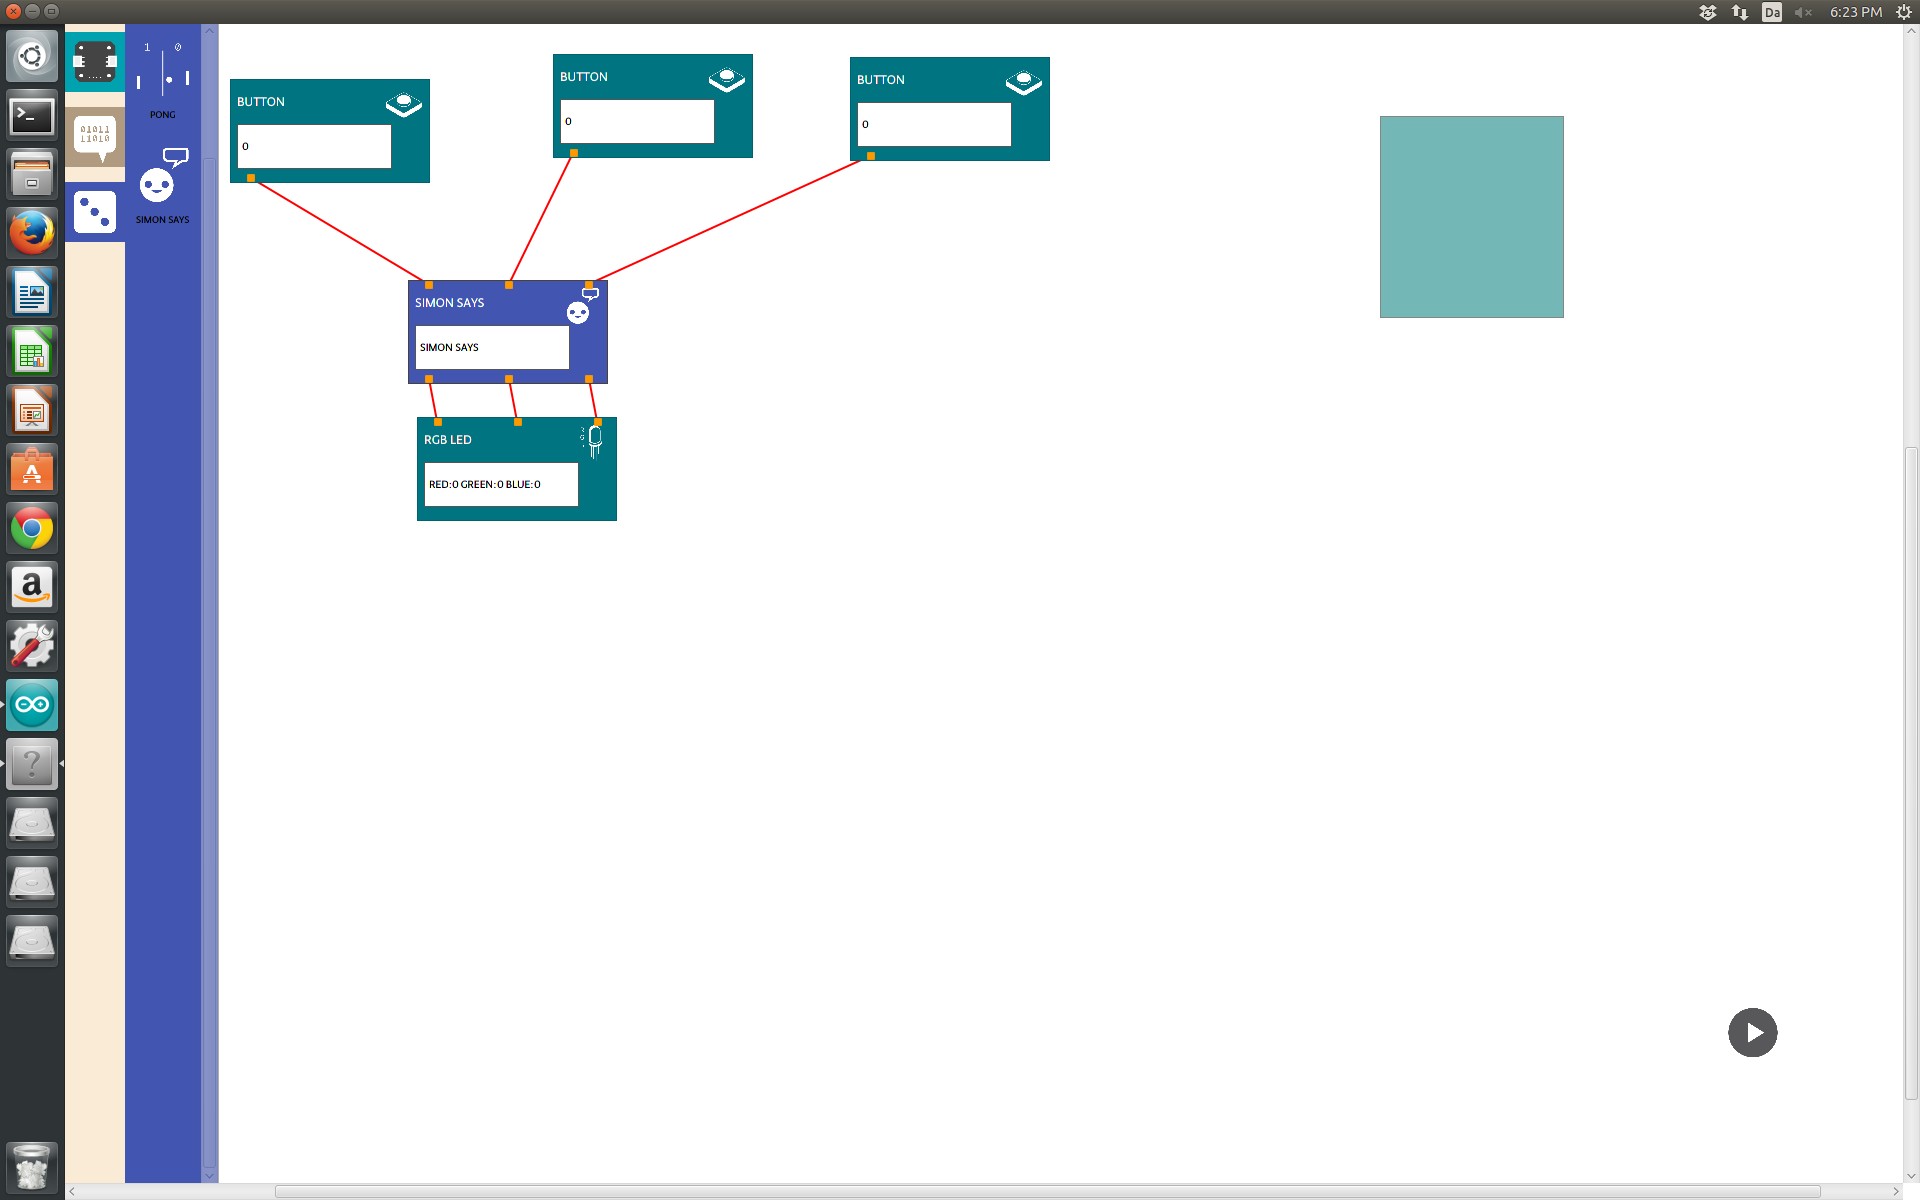 Da
6:23 PM
1 0
PONG
SIMON SAYS
01011
11010
BUTTON
0
BUTTON
0
BUTTON
0
SIMON SAYS
SIMON SAYS
RGB LED
RED:0 GREEN:0 BLUE:0